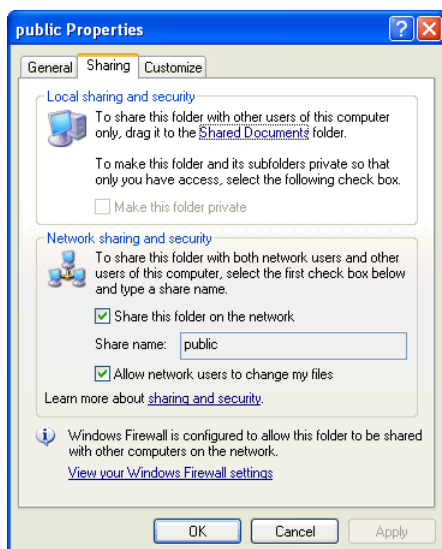 public Properties
General Sharing Customize
Local sharing and security
To share this folder with other users of this computer
only, drag it to the Shared Documents folder.
To make this folder and its subfolders private so that
only you have access, select the following check box.
Make this folder private
Network sharing and security
To share this folder with both network users and other
users of this computer, select the first check box below
and type a share name.
Share this folder on the network
Share name: public
Allow network users to change my files
Learn more about sharing and security.
Windows Firewall is configured to allow this folder to be shared
with other computers on the network.
View your Windows Firewall settings
OK Cancel Apply